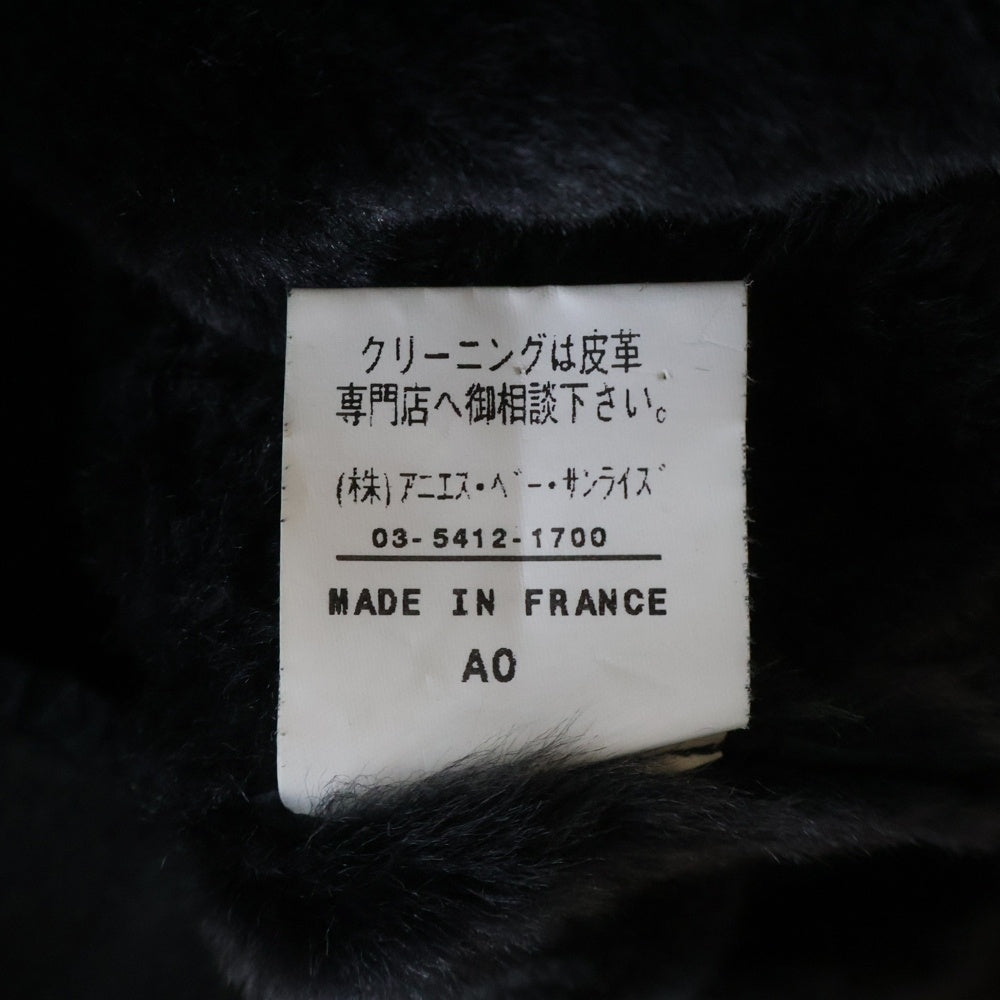 クリーニングは皮革
専門店へ御相談下さい。
(株)アニエス・ベー・サンライズ
03-5412-1700
MADE IN FRANCE
A0